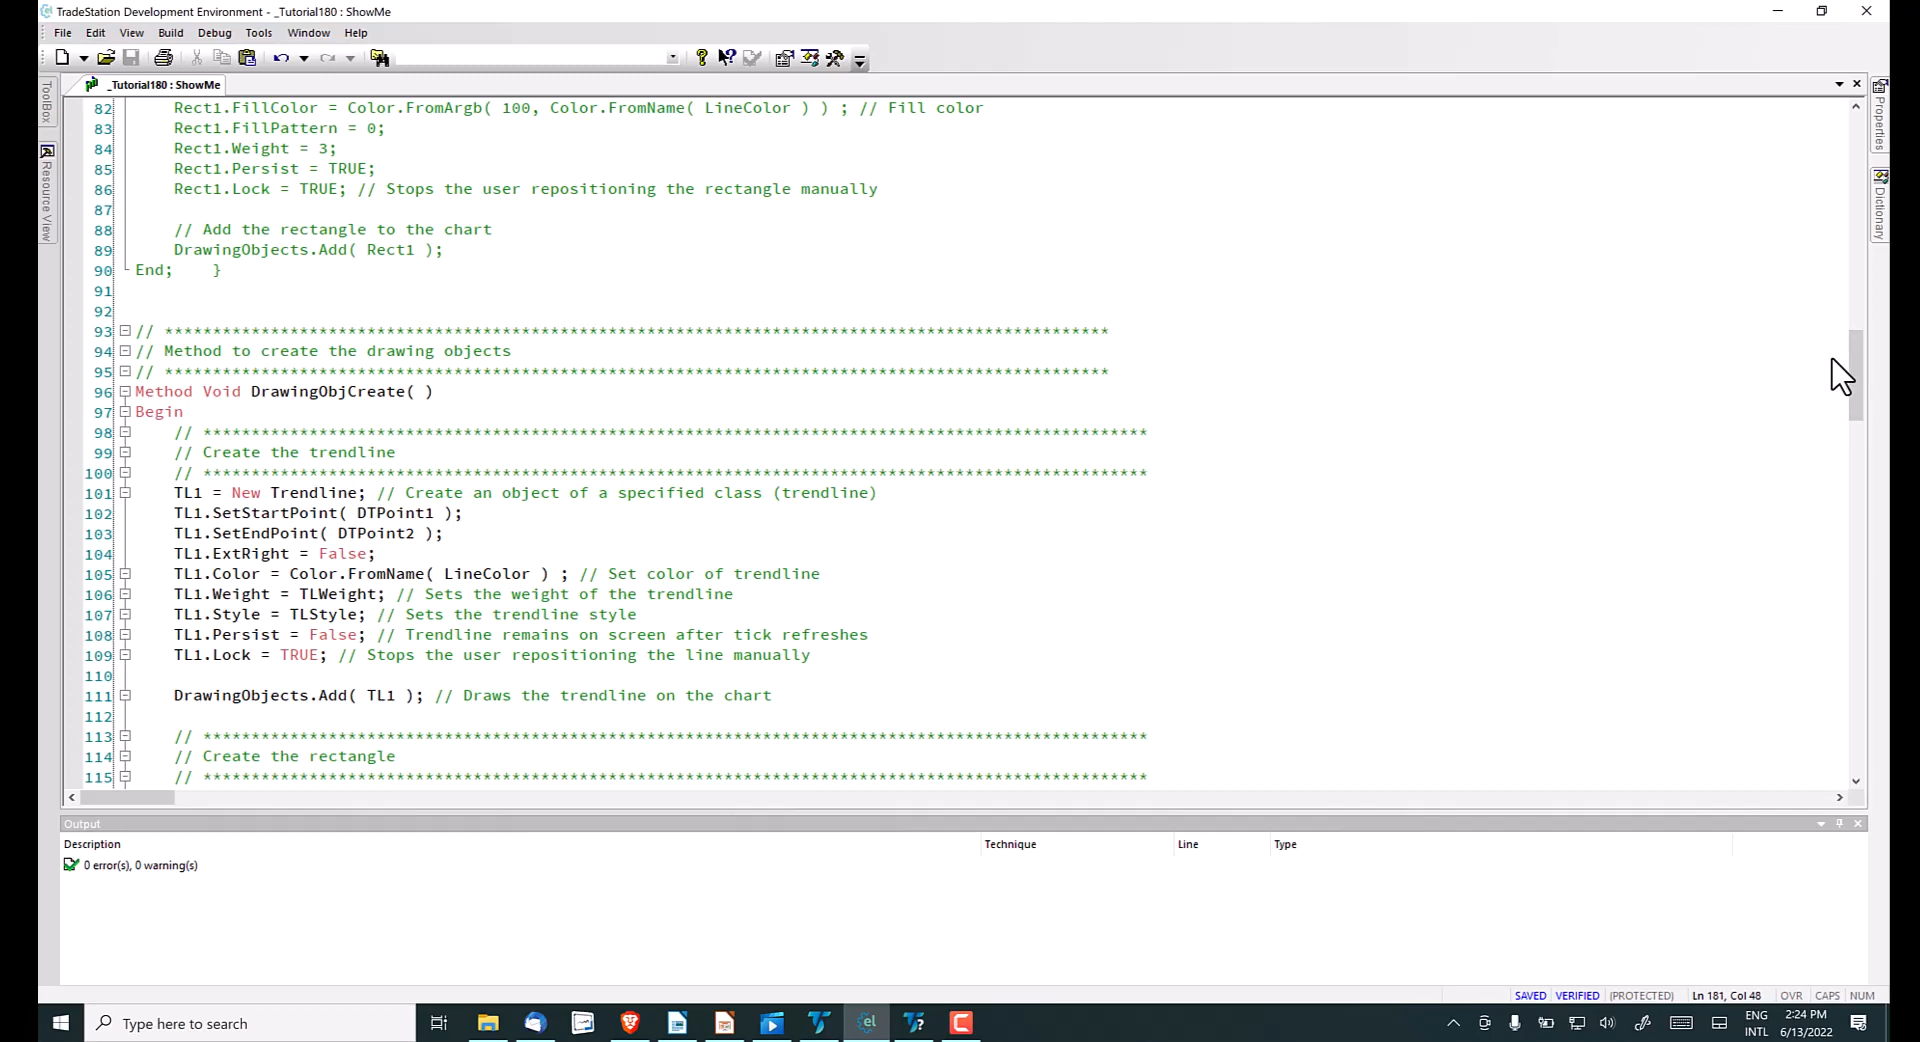 TradeStation Development Environment - _Tutorial180 : ShowMe
File Edit View Build Debug Tools Window Help
_Tutorial180 : ShowMe
ToolBox
Resource View
Properties
Dictionary
82 Rect1.FillColor = Color.FromArgb( 100, Color.FromName( LineColor ) ) ; // Fill color
83 Rect1.FillPattern = 0;
84 Rect1.Weight = 3;
85 Rect1.Persist = TRUE;
86 Rect1.Lock = TRUE; // Stops the user repositioning the rectangle manually
87
88 // Add the rectangle to the chart
89 DrawingObjects.Add( Rect1 );
90 End; }
91
92
93 // **************************************************************************************************
94 // Method to create the drawing objects
95 // **************************************************************************************************
96 Method Void DrawingObjCreate( )
97 Begin
98 // **************************************************************************************************
99 // Create the trendline
100 // **************************************************************************************************
101 TL1 = New Trendline; // Create an object of a specified class (trendline)
102 TL1.SetStartPoint( DTPoint1 );
103 TL1.SetEndPoint( DTPoint2 );
104 TL1.ExtRight = False;
105 TL1.Color = Color.FromName( LineColor ) ; // Set color of trendline
106 TL1.Weight = TLWeight; // Sets the weight of the trendline
107 TL1.Style = TLStyle; // Sets the trendline style
108 TL1.Persist = False; // Trendline remains on screen after tick refreshes
109 TL1.Lock = TRUE; // Stops the user repositioning the line manually
110
111 DrawingObjects.Add( TL1 ); // Draws the trendline on the chart
112
113 // **************************************************************************************************
114 // Create the rectangle
115 // **************************************************************************************************
Output
Description Technique Line Type
0 error(s), 0 warning(s)
SAVED VERIFIED (PROTECTED) Ln 181, Col 48 OVR CAPS NUM
Type here to search
el
ENG 2:24 PM
INTL 6/13/2022